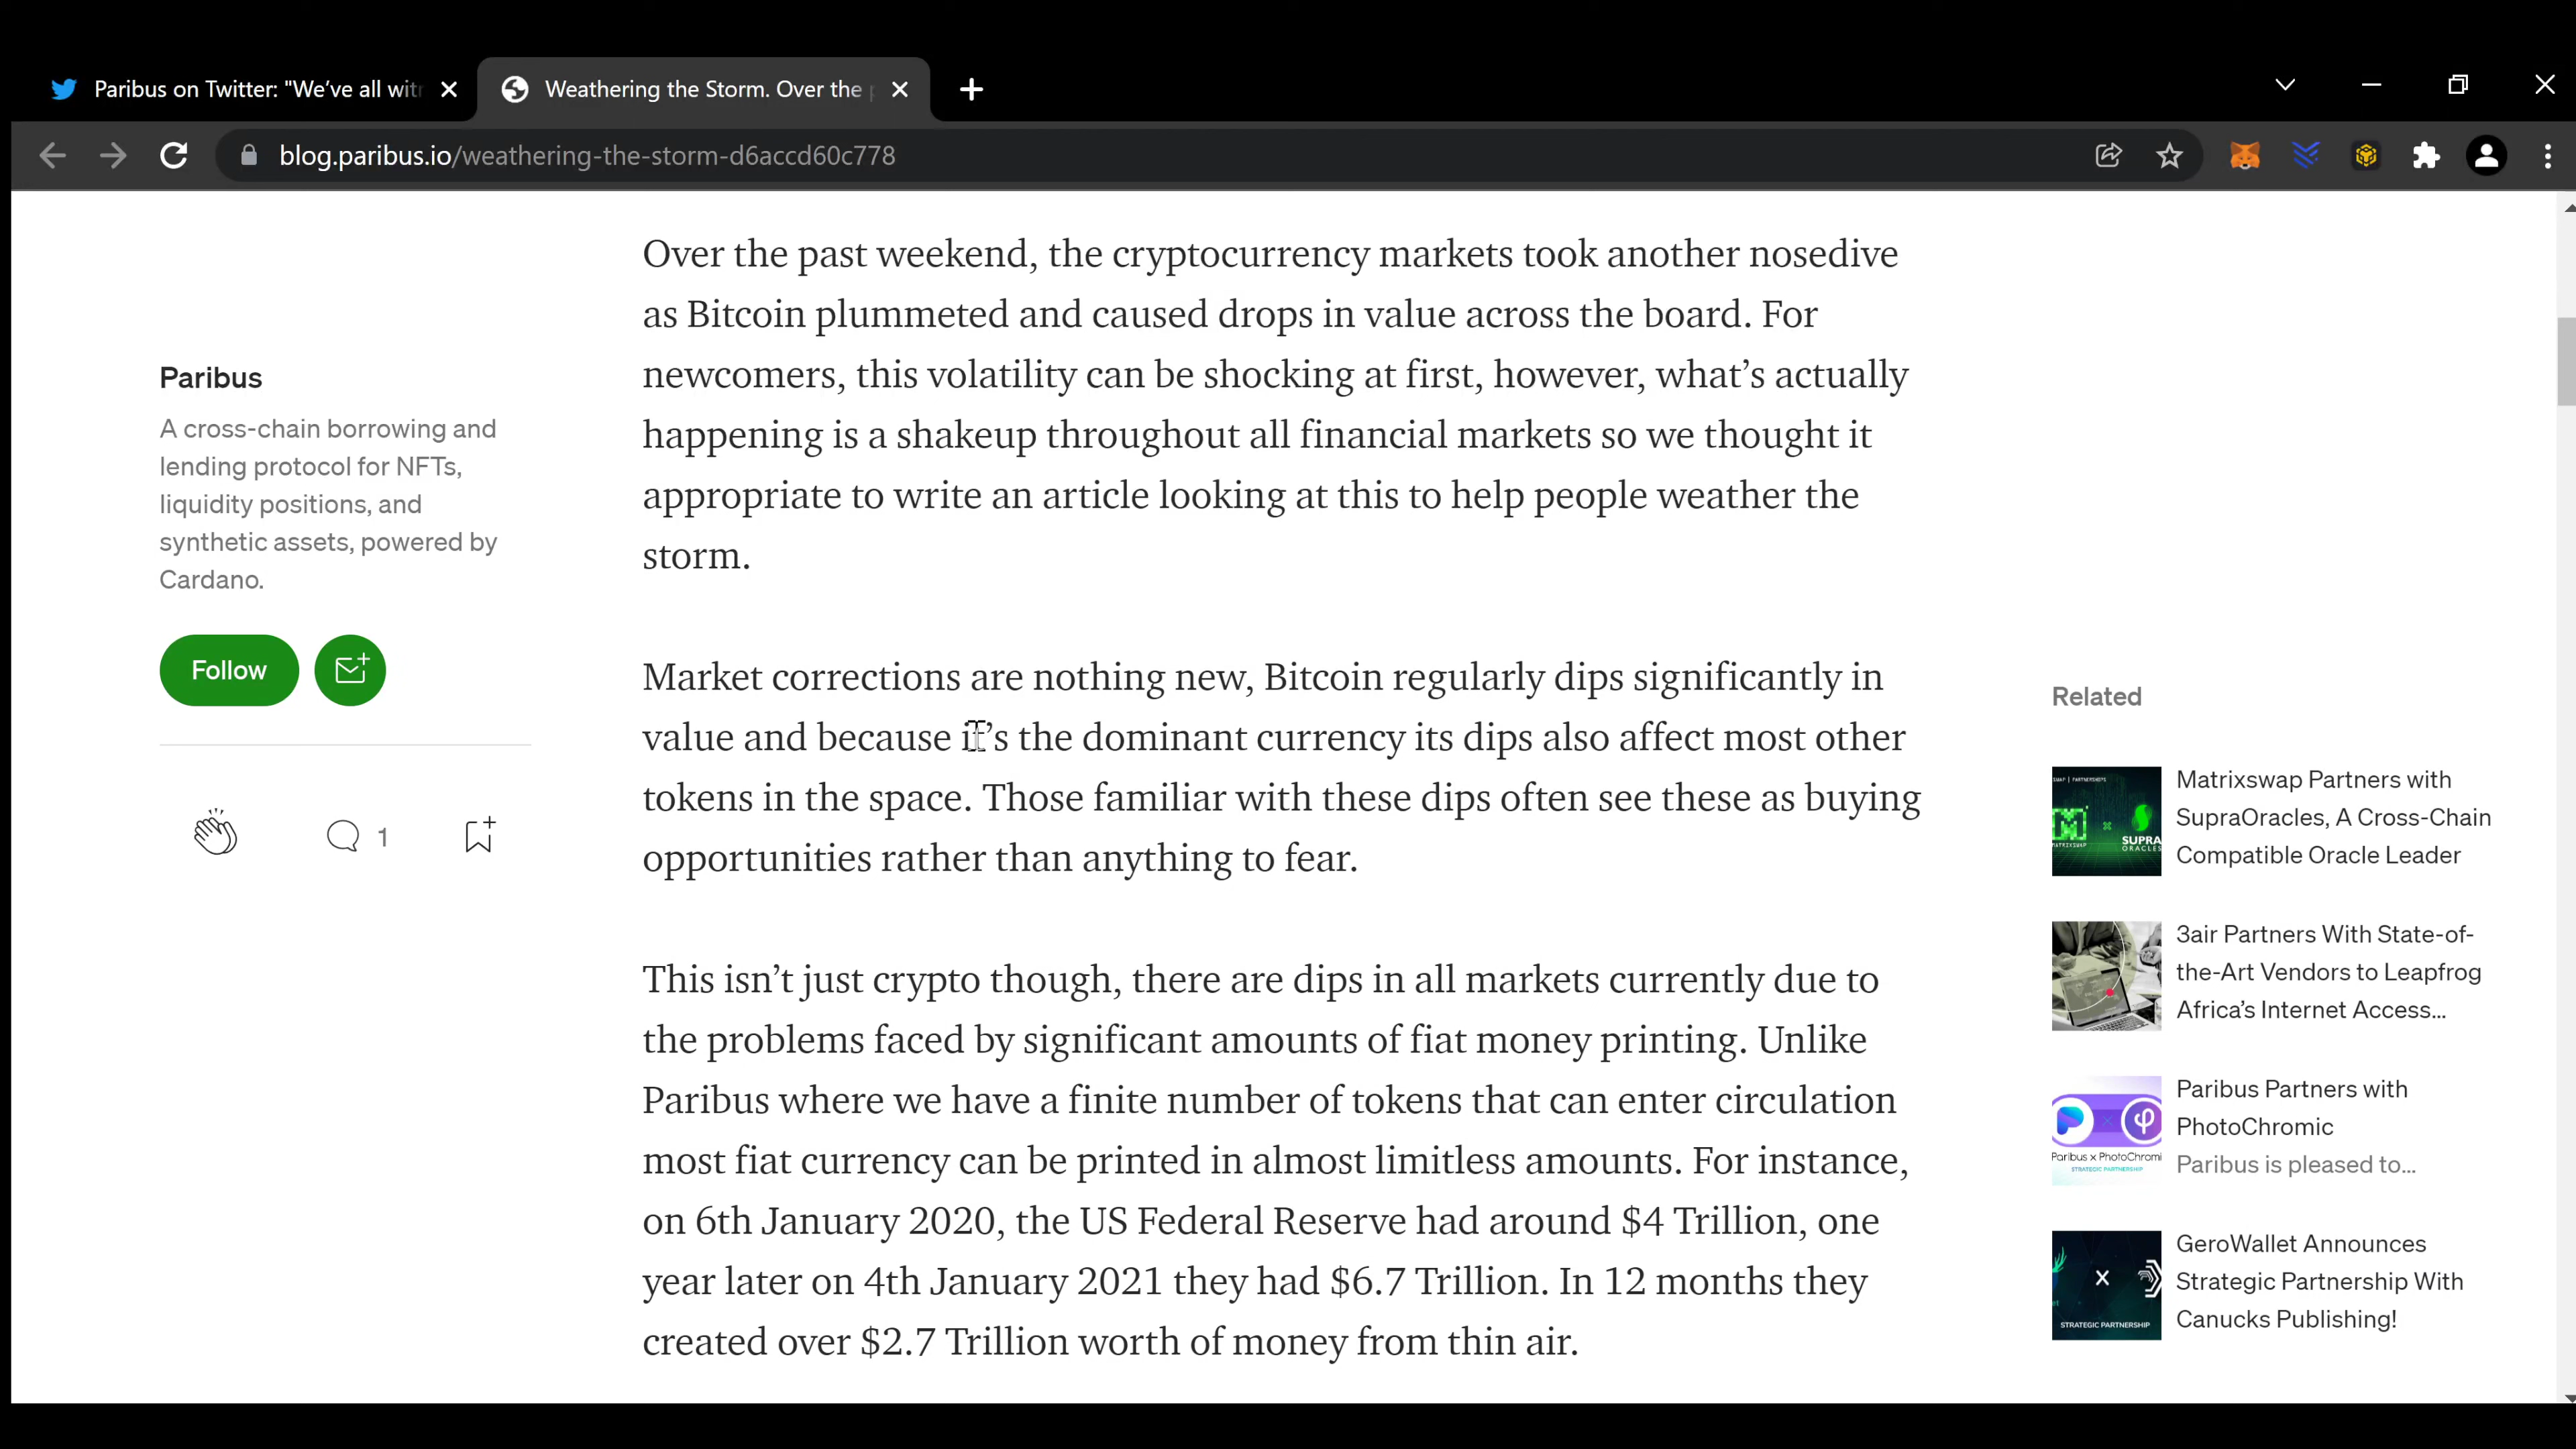 Paribus on Twitter: "We've all wit
Weathering the Storm. Over the
blog.paribus.io/weathering-the-storm-d6accd60c778
Over the past weekend, the cryptocurrency markets took another nosedive
as Bitcoin plummeted and caused drops in value across the board. For
newcomers, this volatility can be shocking at first, however, what's actually
happening is a shakeup throughout all financial markets so we thought it
appropriate to write an article looking at this to help people weather the
storm.
Market corrections are nothing new, Bitcoin regularly dips significantly in
value and because it's the dominant currency its dips also affect most other
tokens in the space. Those familiar with these dips often see these as buying
opportunities rather than anything to fear.
This isn't just crypto though, there are dips in all markets currently due to
the problems faced by significant amounts of fiat money printing. Unlike
Paribus where we have a finite number of tokens that can enter circulation
most fiat currency can be printed in almost limitless amounts. For instance,
on 6th January 2020, the US Federal Reserve had around $4 Trillion, one
year later on 4th January 2021 they had $6.7 Trillion. In 12 months they
created over $2.7 Trillion worth of money from thin air.
Paribus
A cross-chain borrowing and
lending protocol for NFTs,
liquidity positions, and
synthetic assets, powered by
Cardano.
Follow
1
Related
MATRIXSWAP
SUPRA
ORACLES
Matrixswap Partners with
SupraOracles, A Cross-Chain
Compatible Oracle Leader
3air Partners With State-of-
the-Art Vendors to Leapfrog
Africa's Internet Access...
Paribus x PhotoChromi
STRATEGIC PARTNERSHIP
Paribus Partners with
PhotoChromic
Paribus is pleased to...
X
STRATEGIC PARTNERSHIP
GeroWallet Announces
Strategic Partnership With
Canucks Publishing!